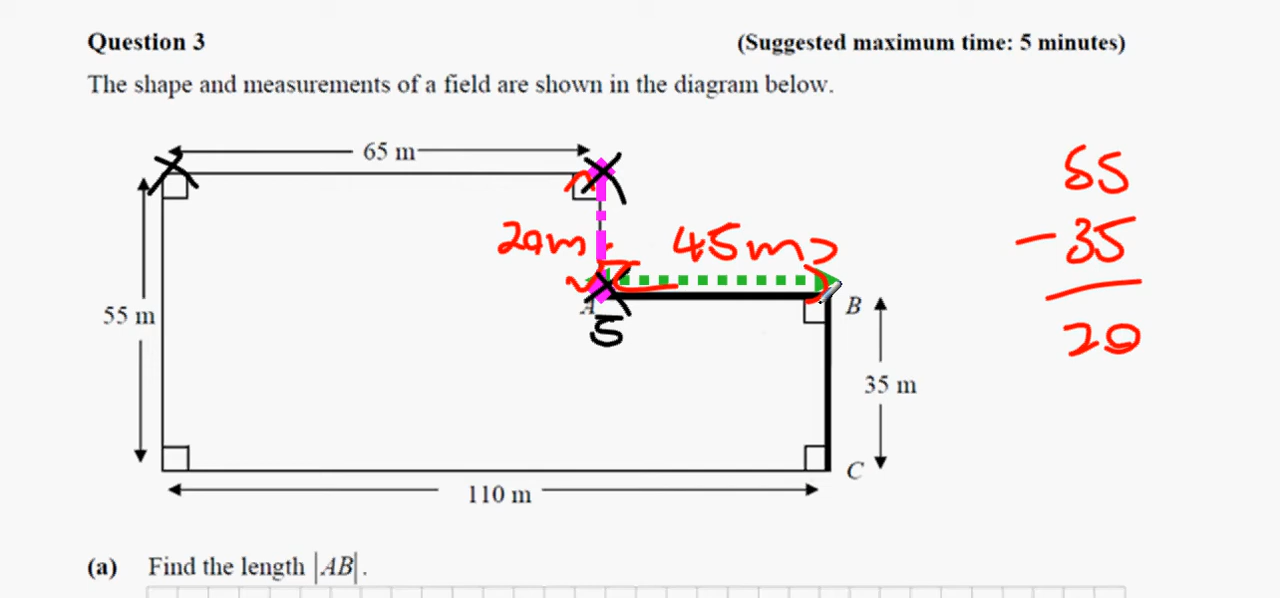 Question 3 (Suggested maximum time: 5 minutes)
The shape and measurements of a field are shown in the diagram below.
65 m
55
- 35
20
20m
45m
A
B
5
55 m
35 m
C
110 m
(a) Find the length |AB|.